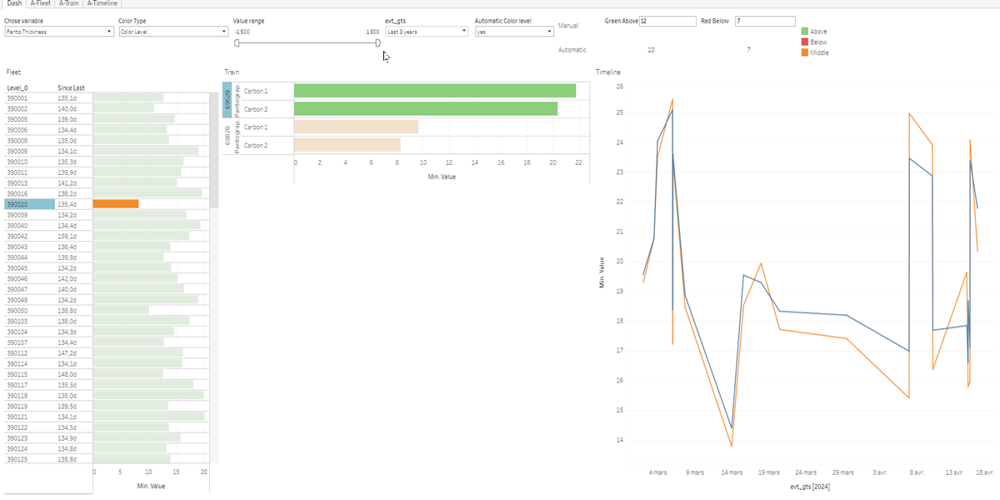 Dash A-Fleet A-Train A-Timeline
Chose variable
Panto Thickness
Color Type
Color Level
Value range
-1 500 1 500
evt_gts
Last 3 years
Automatic Color level
yes
Manual
Automatic
Green Above 12
Red Below 7
10 7
Above
Below
Middle
Fleet
Level_0 Since Last
390001 135,1d
390002 140,0d
390005 139,0d
390006 134,4d
390008 135,0d
390009 134,1d
390010 135,3d
390011 139,9d
390013 141,2d
390016 138,2d
390020 135,4d
390039 134,2d
390040 134,4d
390042 159,1d
390043 136,4d
390044 139,8d
390045 134,2d
390046 142,0d
390047 140,0d
390049 134,2d
390050 138,8d
390103 138,0d
390104 134,3d
390107 134,4d
390112 147,2d
390114 134,1d
390115 148,0d
390117 135,5d
390118 135,0d
390119 139,5d
390121 134,1d
390122 134,5d
390123 134,9d
390124 134,8d
390125 135,8d
0 5 10 15 20
Min. Value
Train
69520
Pantograp..
Carbon 1
Carbon 2
Pantograp..
Carbon 1
Carbon 2
0 2 4 6 8 10 12 14 16 18 20 22
Min. Value
Timeline
26
25
24
23
22
21
20
19
18
17
16
15
14
Min. Value
4 mars 9 mars 14 mars 19 mars 24 mars 29 mars 3 avr. 8 avr. 13 avr. 18 avr.
evt_gts [2024]